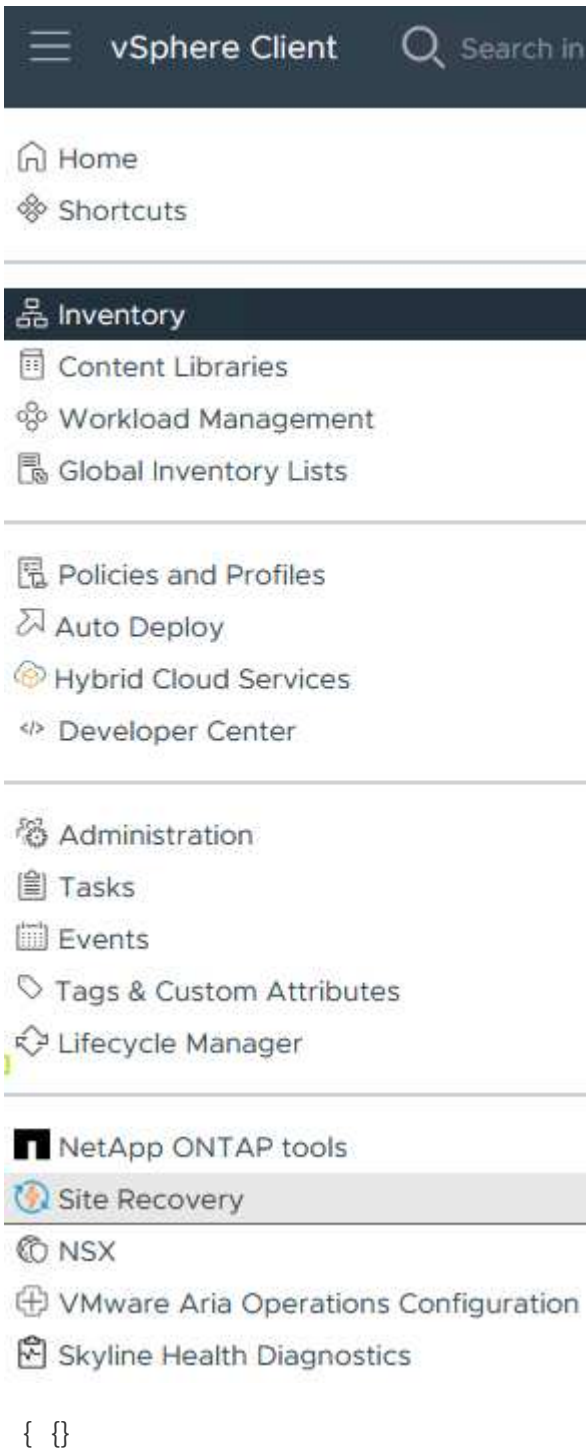 vSphere Client
Search in
Home
Shortcuts
Inventory
Content Libraries
Workload Management
Global Inventory Lists
Policies and Profiles
Auto Deploy
Hybrid Cloud Services
Developer Center
Administration
Tasks
Events
Tags & Custom Attributes
Lifecycle Manager
NetApp ONTAP tools
Site Recovery
NSX
VMware Aria Operations Configuration
Skyline Health Diagnostics
{ {}